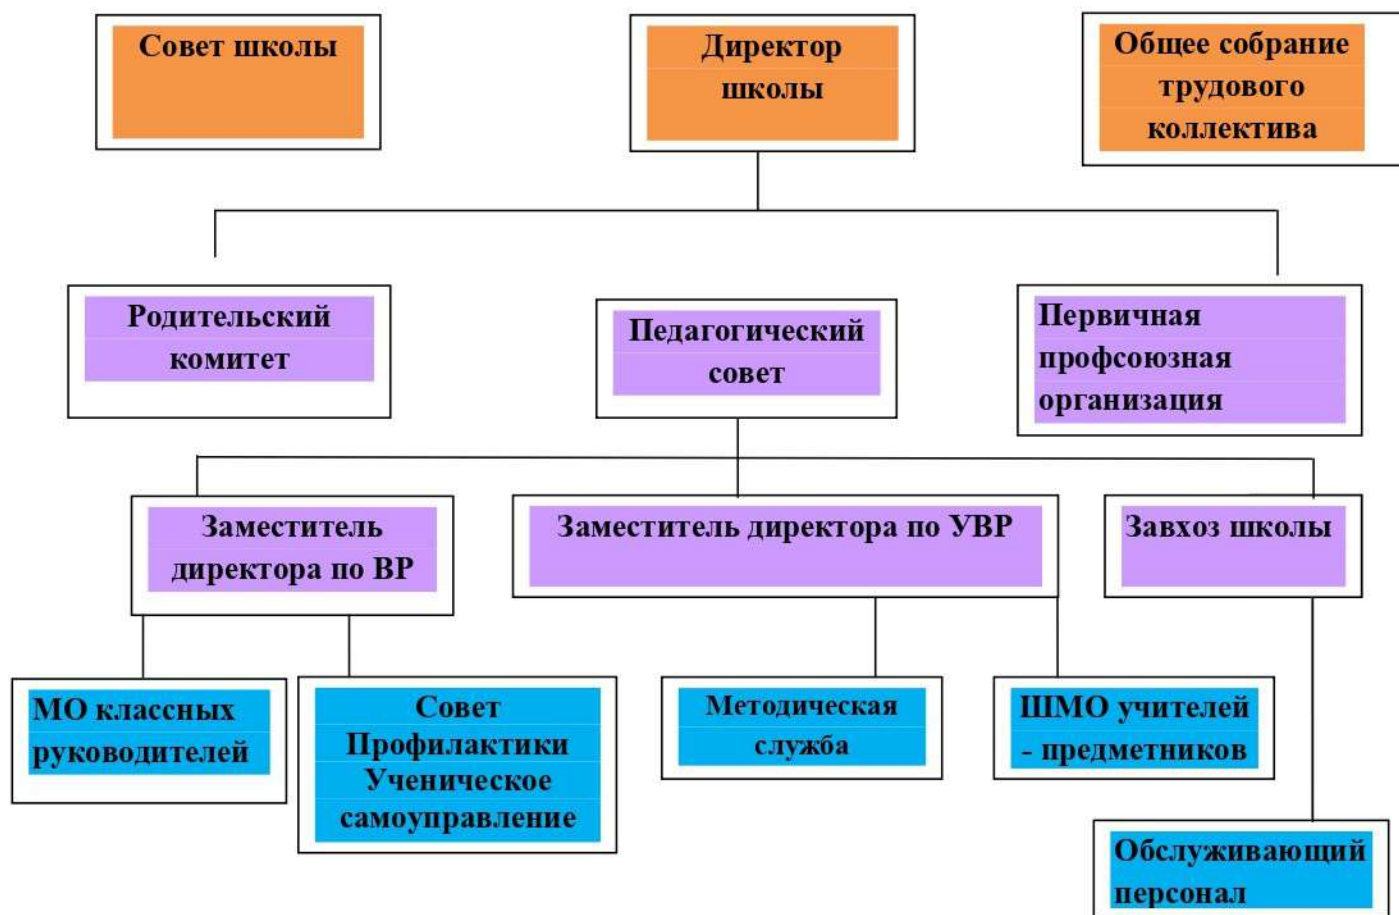 Совет школы
Директор
школы
Общее собрание
трудового
коллектива
Родительский
комитет
Педагогический
совет
Первичная
профсоюзная
организация
Заместитель
директора по ВР
Заместитель директора по УВР
Завхоз школы
МО классных
руководителей
Совет
Профилактики
Ученическое
самоуправление
Методическая
служба
ШМО учителей
- предметников
Обслуживающий
персонал